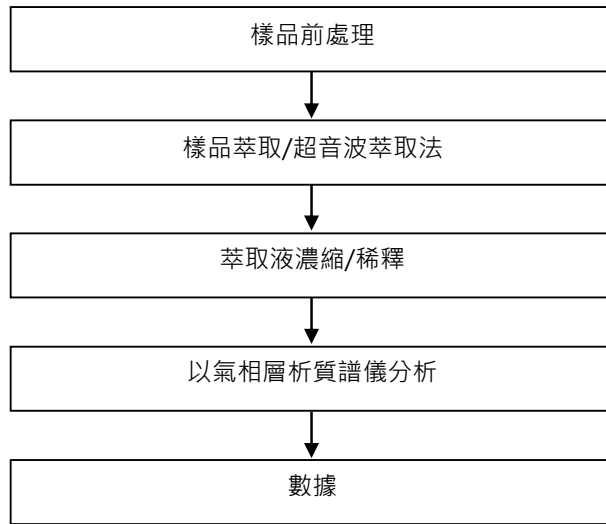 樣品前處理
樣品萃取/超音波萃取法
萃取液濃縮/稀釋
以氣相層析質譜儀分析
數據